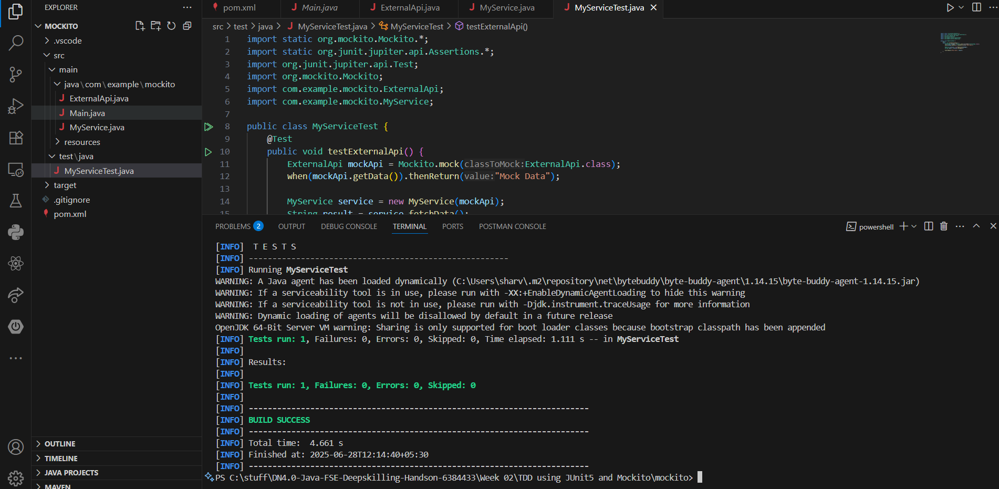 EXPLORER
MOCKITO
.vscode
src
main
java\com\example\mockito
ExternalApi.java
Main.java
MyService.java
resources
test\java
MyServiceTest.java
target
.gitignore
pom.xml
OUTLINE
TIMELINE
JAVA PROJECTS
MAVEN
pom.xml
Main.java
ExternalApi.java
MyService.java
MyServiceTest.java
src > test > java > MyServiceTest.java > MyServiceTest > testExternalApi()
1 import static org.mockito.Mockito.*;
2 import static org.junit.jupiter.api.Assertions.*;
3 import org.junit.jupiter.api.Test;
4 import org.mockito.Mockito;
5 import com.example.mockito.ExternalApi;
6 import com.example.mockito.MyService;
7
8 public class MyServiceTest {
9 @Test
10 public void testExternalApi() {
11 ExternalApi mockApi = Mockito.mock(classToMock:ExternalApi.class);
12 when(mockApi.getData()).thenReturn(value:"Mock Data");
13
14 MyService service = new MyService(mockApi);
15 String result = service.fetchData();
PROBLEMS 2 OUTPUT DEBUG CONSOLE TERMINAL PORTS POSTMAN CONSOLE
powershell
[INFO] T E S T S
[INFO] -------------------------------------------------------
[INFO] Running MyServiceTest
WARNING: A Java agent has been loaded dynamically (C:\Users\sharv\.m2\repository\net\bytebuddy\byte-buddy-agent\1.14.15\byte-buddy-agent-1.14.15.jar)
WARNING: If a serviceability tool is in use, please run with -XX:+EnableDynamicAgentLoading to hide this warning
WARNING: If a serviceability tool is not in use, please run with -Djdk.instrument.traceUsage for more information
WARNING: Dynamic loading of agents will be disallowed by default in a future release
OpenJDK 64-Bit Server VM warning: Sharing is only supported for boot loader classes because bootstrap classpath has been appended
[INFO] Tests run: 1, Failures: 0, Errors: 0, Skipped: 0, Time elapsed: 1.111 s -- in MyServiceTest
[INFO]
[INFO] Results:
[INFO]
[INFO] Tests run: 1, Failures: 0, Errors: 0, Skipped: 0
[INFO]
[INFO] ------------------------------------------------------------------------
[INFO] BUILD SUCCESS
[INFO] ------------------------------------------------------------------------
[INFO] Total time:  4.661 s
[INFO] Finished at: 2025-06-28T12:14:40+05:30
[INFO] ------------------------------------------------------------------------
PS C:\stuff\DN4.0-Java-FSE-Deepskilling-Handson-6384433\Week 02\TDD using JUnit5 and Mockito\mockito>